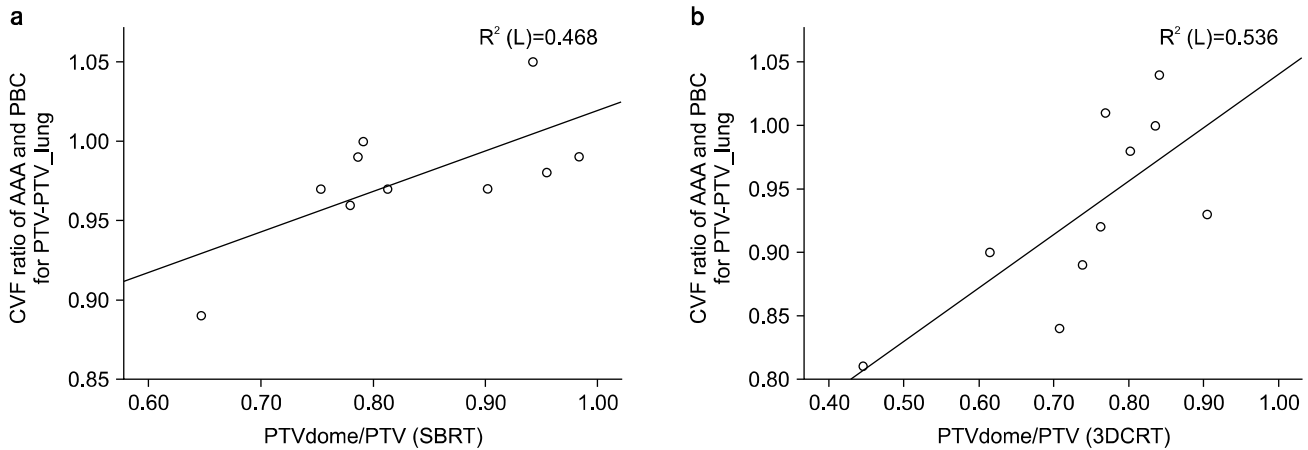 a
R² (L)=0.468
CVF ratio of AAA and PBC
for PTV-PTV_lung
1.05
1.00
0.95
0.90
0.85
0.60 0.70 0.80 0.90 1.00
PTVdome/PTV (SBRT)
b
R² (L)=0.536
CVF ratio of AAA and PBC
for PTV-PTV_lung
1.05
1.00
0.95
0.90
0.85
0.80
0.40 0.50 0.60 0.70 0.80 0.90 1.00
PTVdome/PTV (3DCRT)